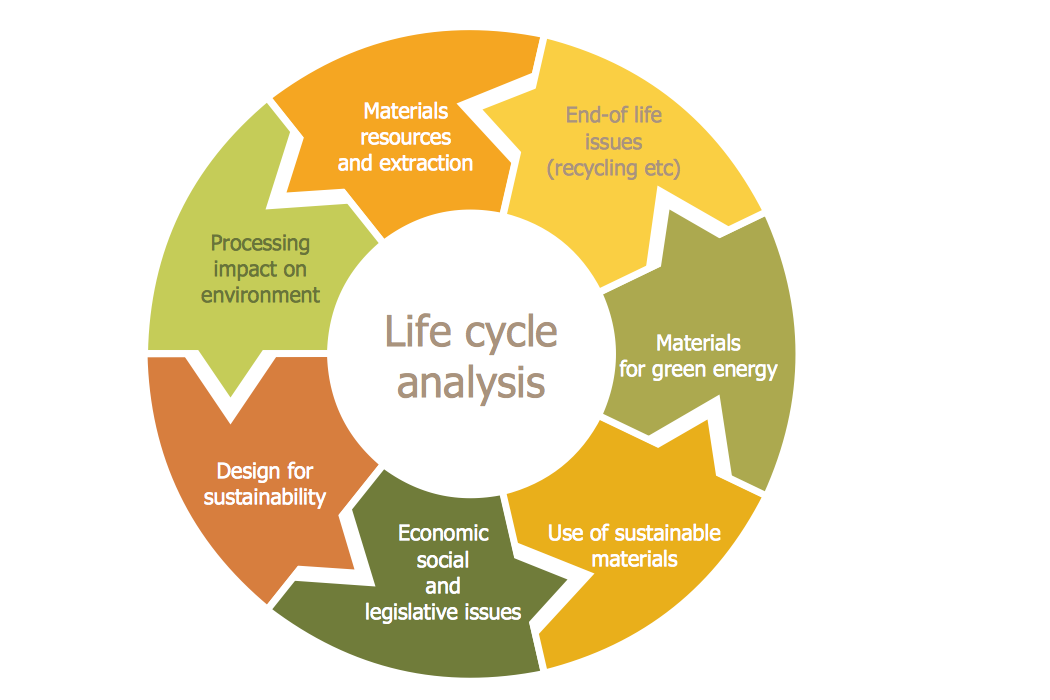 Materials
resources
and extraction
End-of life
issues
(recycling etc)
Processing
impact on
environment
Life cycle
analysis
Materials
for green energy
Design for
sustainability
Economic
social
and
legislative issues
Use of sustainable
materials